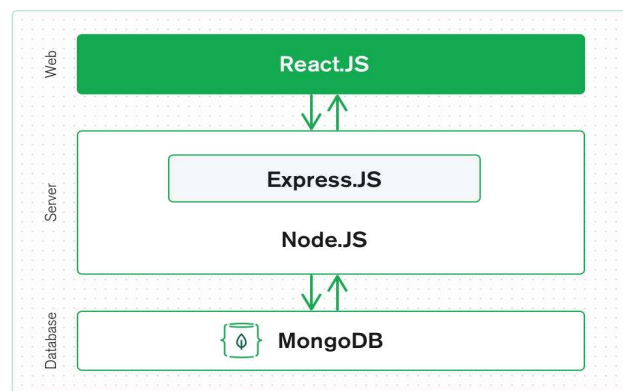 Web
React.JS
Server
Express.JS
Node.JS
Database
MongoDB